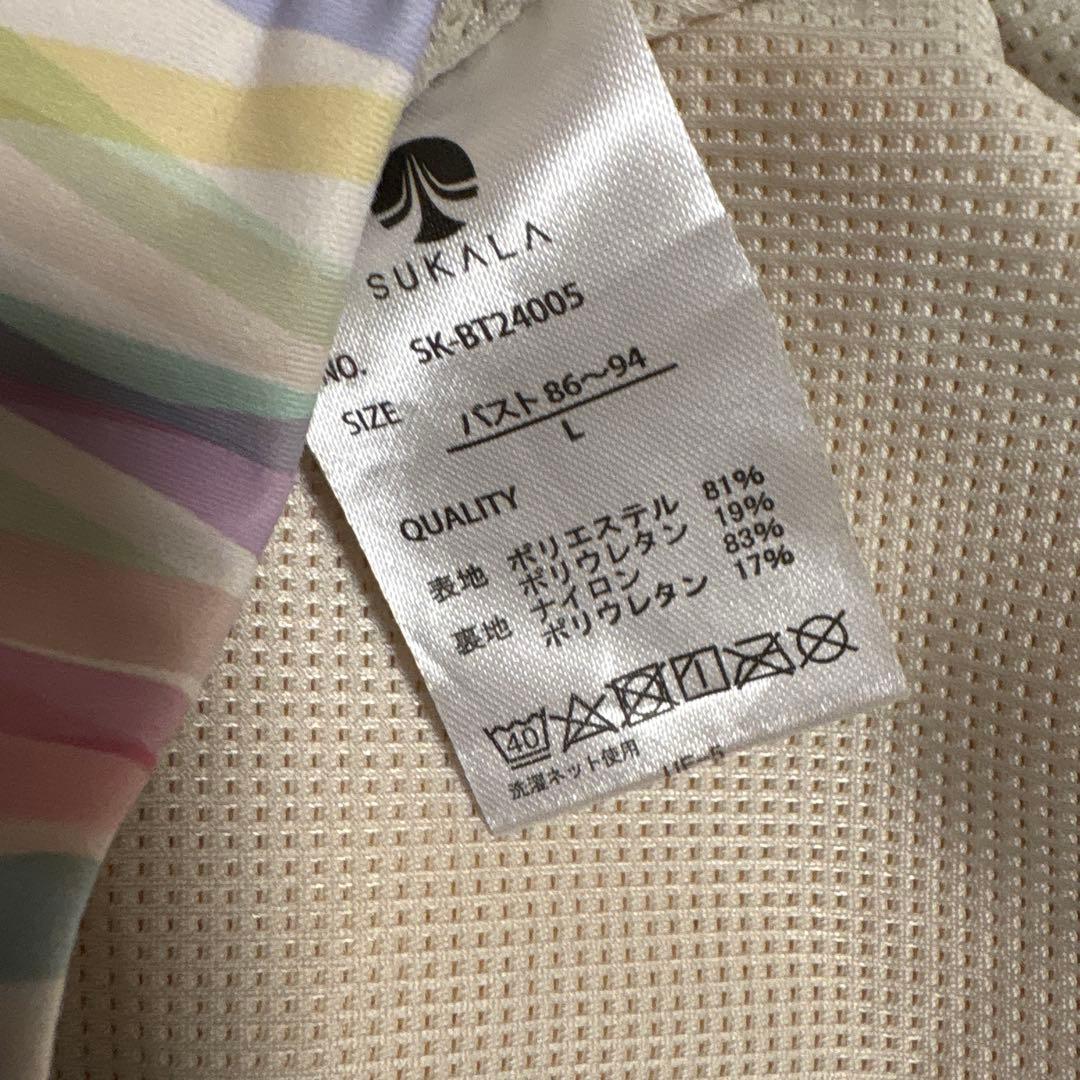 SUKALA
NO. SK-BT24005
SIZE バスト86～94
L
QUALITY
表地 ポリエステル 81%
ポリウレタン 19%
裏地 ナイロン 83%
ポリウレタン 17%
40
洗濯ネット使用